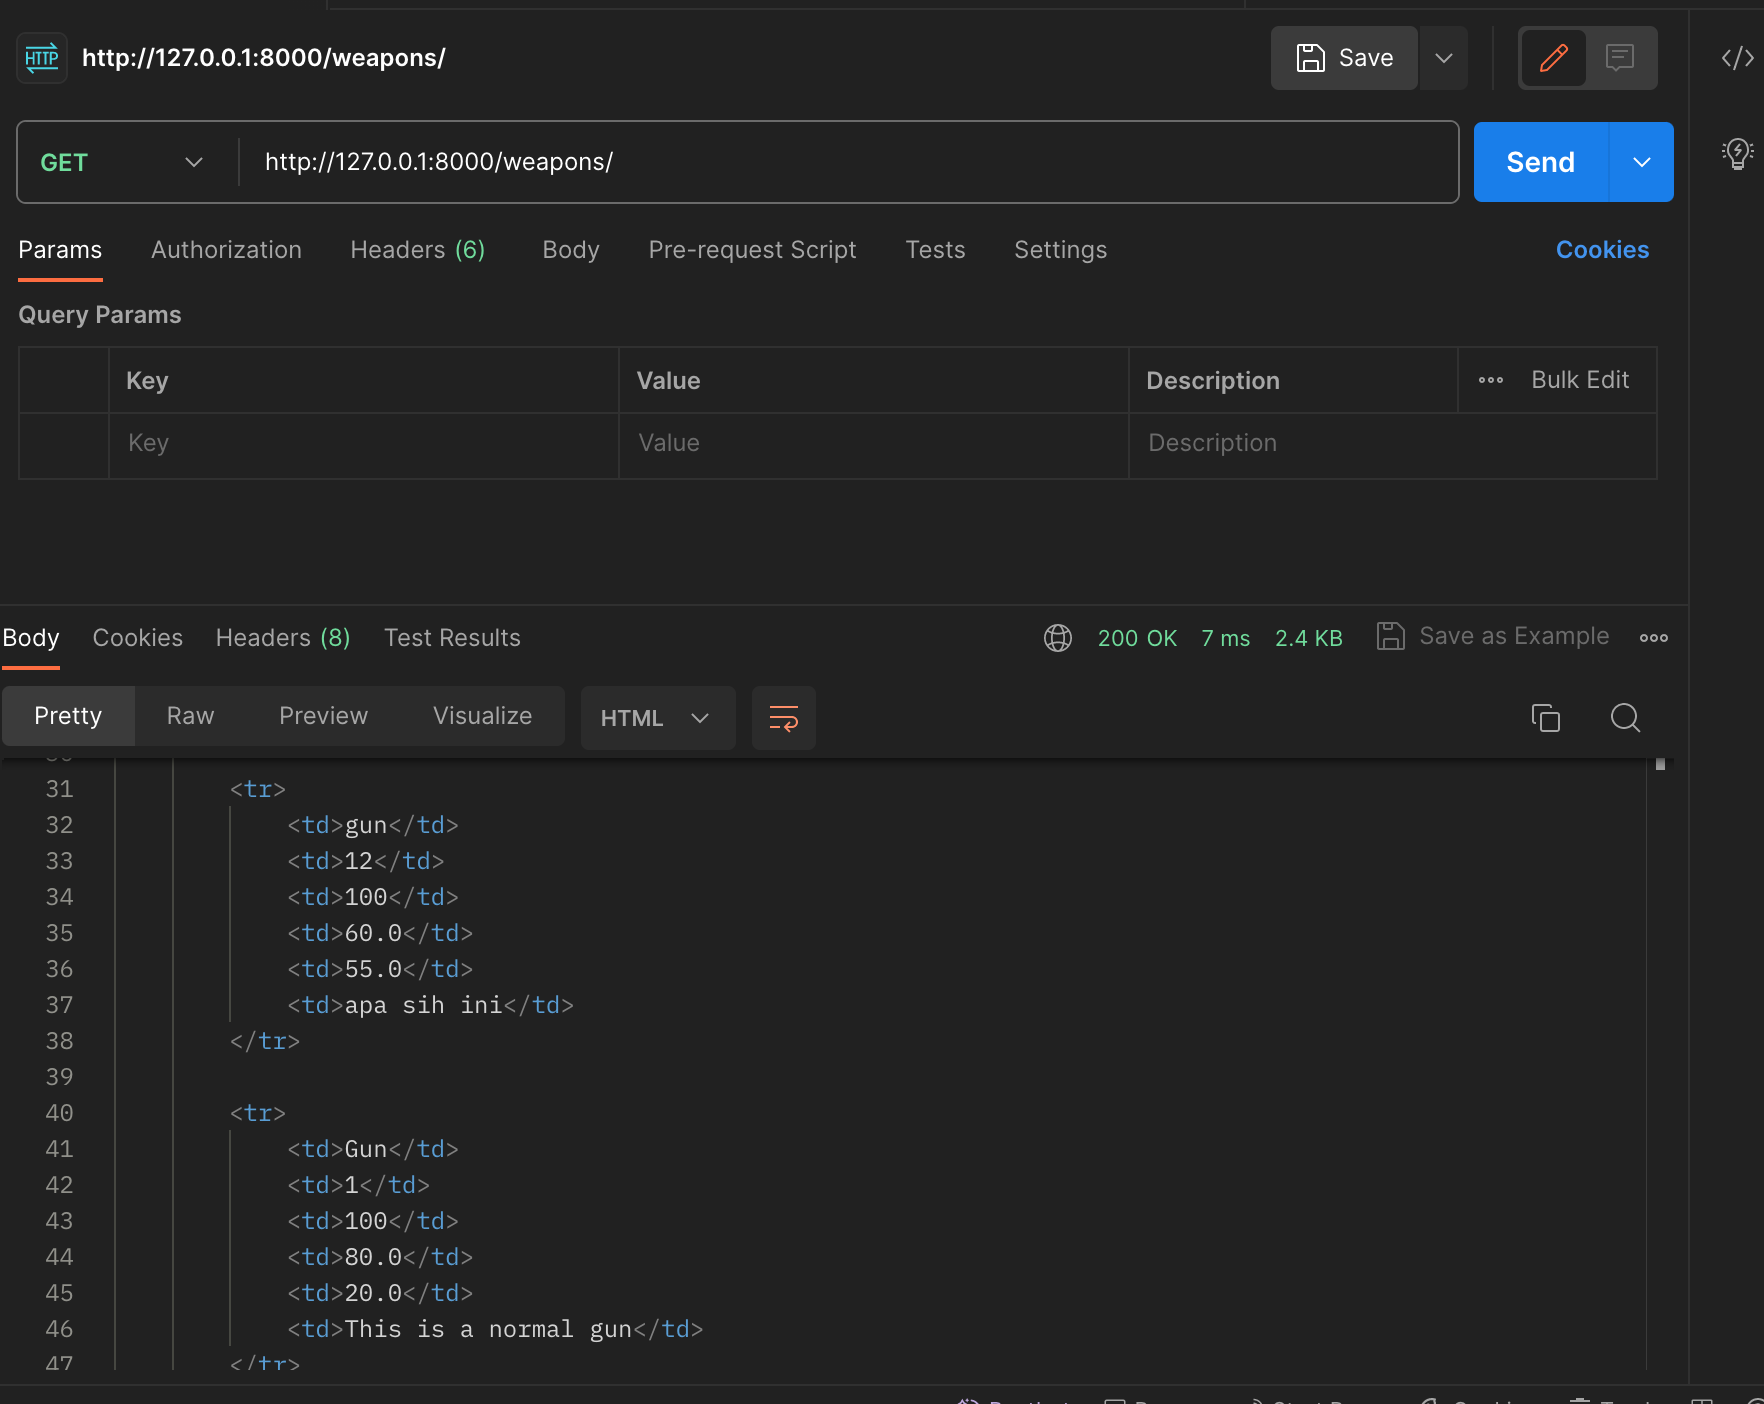 HTTP http://127.0.0.1:8000/weapons/ Save
GET http://127.0.0.1:8000/weapons/ Send
Params Authorization Headers (6) Body Pre-request Script Tests Settings Cookies
Query Params
Key Value Description Bulk Edit
Key Value Description
Body Cookies Headers (8) Test Results 200 OK 7 ms 2.4 KB Save as Example
Pretty Raw Preview Visualize HTML
31 <tr>
32 <td>gun</td>
33 <td>12</td>
34 <td>100</td>
35 <td>60.0</td>
36 <td>55.0</td>
37 <td>apa sih ini</td>
38 </tr>
39
40 <tr>
41 <td>Gun</td>
42 <td>1</td>
43 <td>100</td>
44 <td>80.0</td>
45 <td>20.0</td>
46 <td>This is a normal gun</td>
47 </tr>